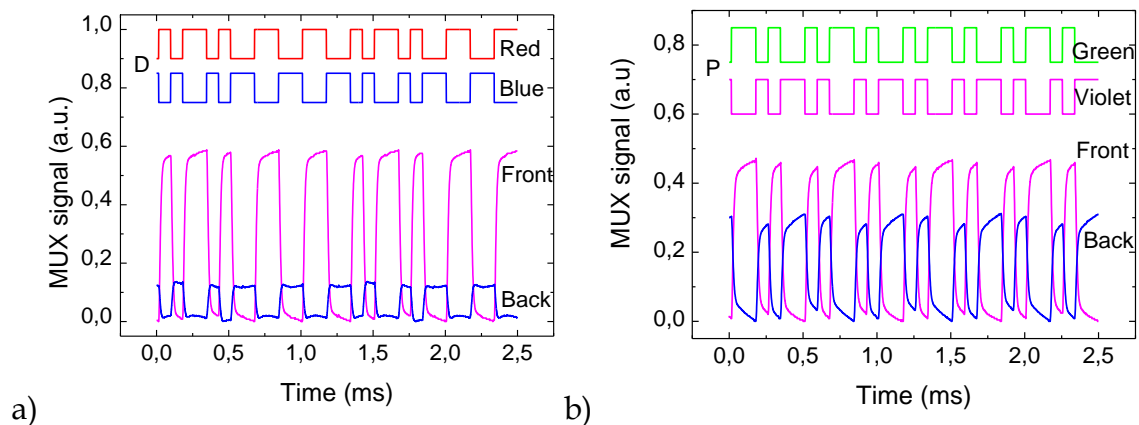 MUX signal (a.u.)
1,0
0,8
0,6
0,4
0,2
0,0
D
Red
Blue
Front
Back
0,0 0,5 1,0 1,5 2,0 2,5
Time (ms)
a)
MUX signal (a.u)
0,8
0,6
0,4
0,2
0,0
P
Green
Violet
Front
Back
0,0 0,5 1,0 1,5 2,0 2,5
Time (ms)
b)